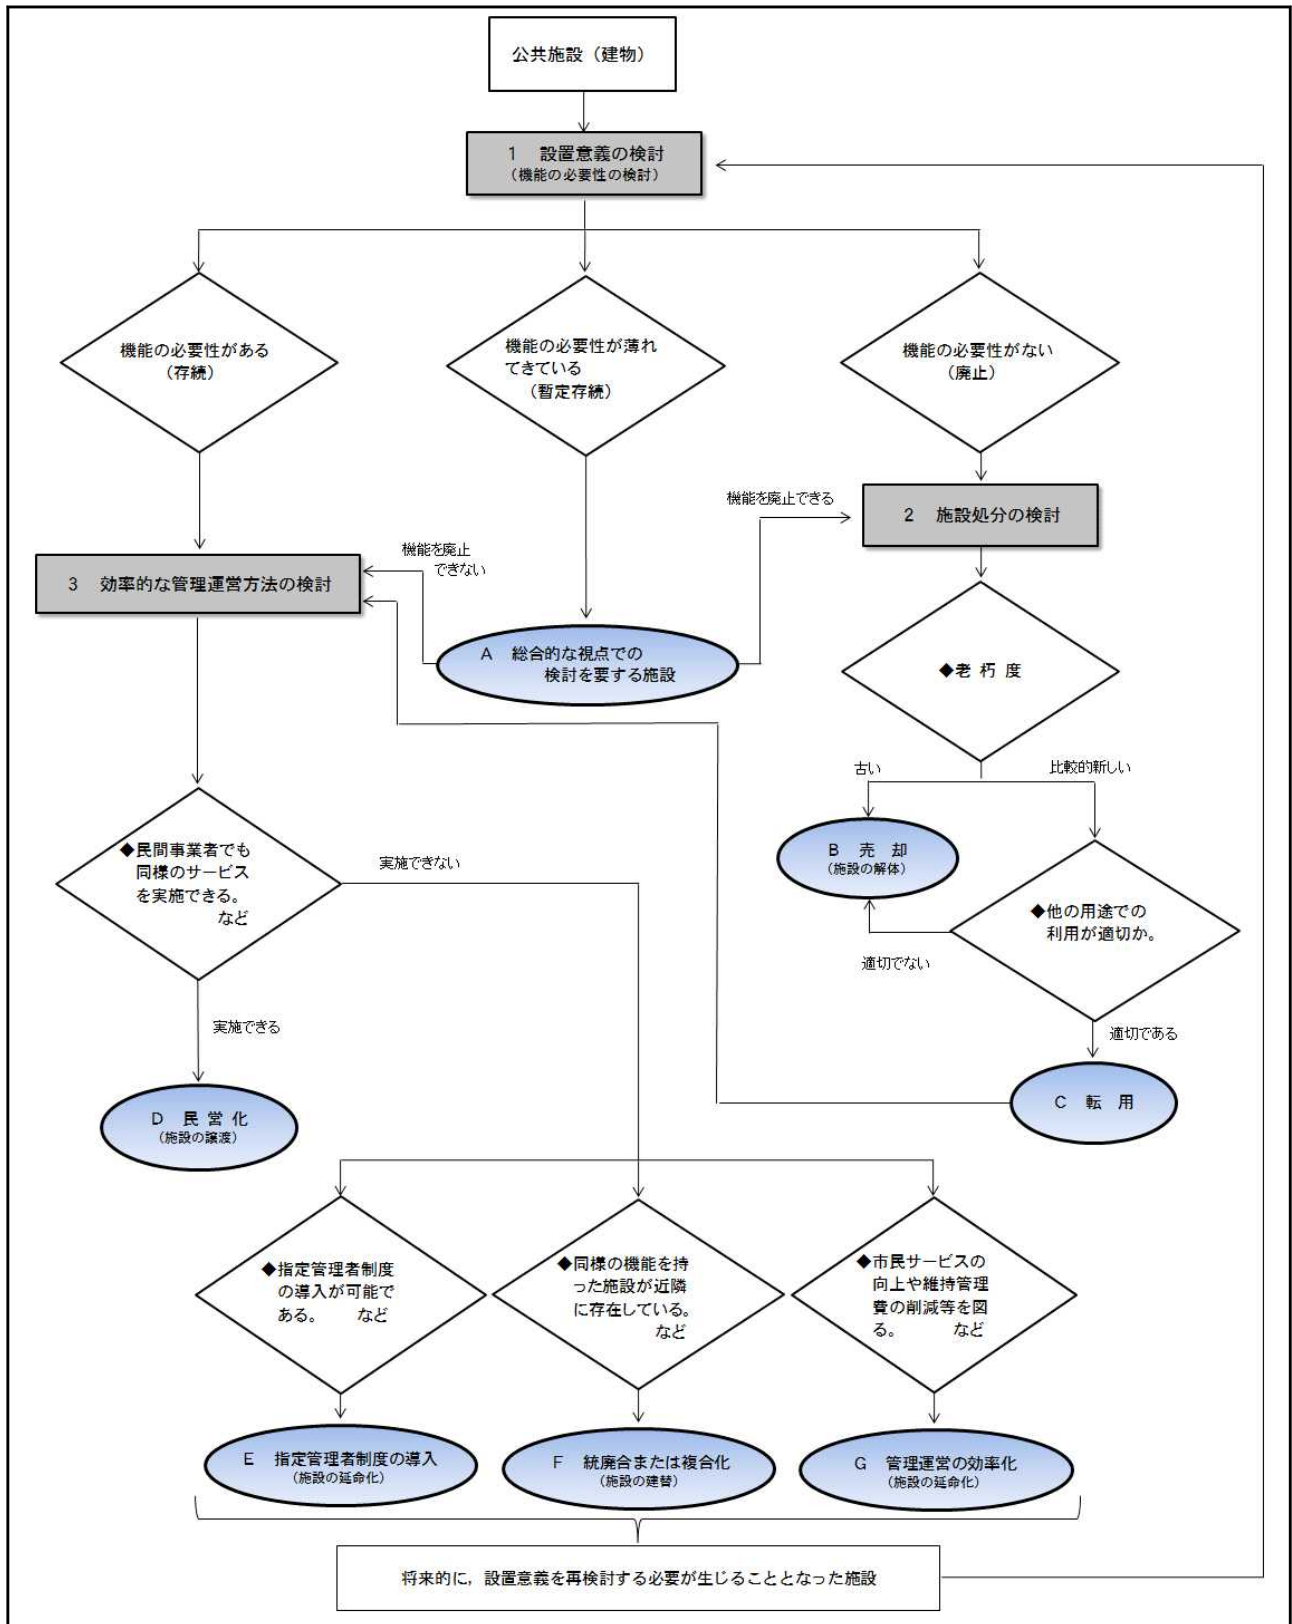 公共施設（建物）
1　設置意義の検討
（機能の必要性の検討）
機能の必要性がある
（存続）
機能の必要性が薄れ
てきている
（暫定存続）
機能の必要性がない
（廃止）
機能を廃止できる
2　施設処分の検討
機能を廃止
できない
3　効率的な管理運営方法の検討
A　総合的な視点での
検討を要する施設
◆老 朽 度
古い
比較的新しい
◆民間事業者でも
同様のサービス
を実施できる。
など
実施できない
B　売　却
（施設の解体）
◆他の用途での
利用が適切か。
適切でない
実施できる
適切である
D　民 営 化
（施設の譲渡）
C　転　用
◆指定管理者制度
の導入が可能で
ある。　　など
◆同様の機能を持
った施設が近隣
に存在している。
など
◆市民サービスの
向上や維持管理
費の削減等を図
る。　　　など
E　指定管理者制度の導入
（施設の延命化）
F　統廃合または複合化
（施設の建替）
G　管理運営の効率化
（施設の延命化）
将来的に，設置意義を再検討する必要が生じることとなった施設